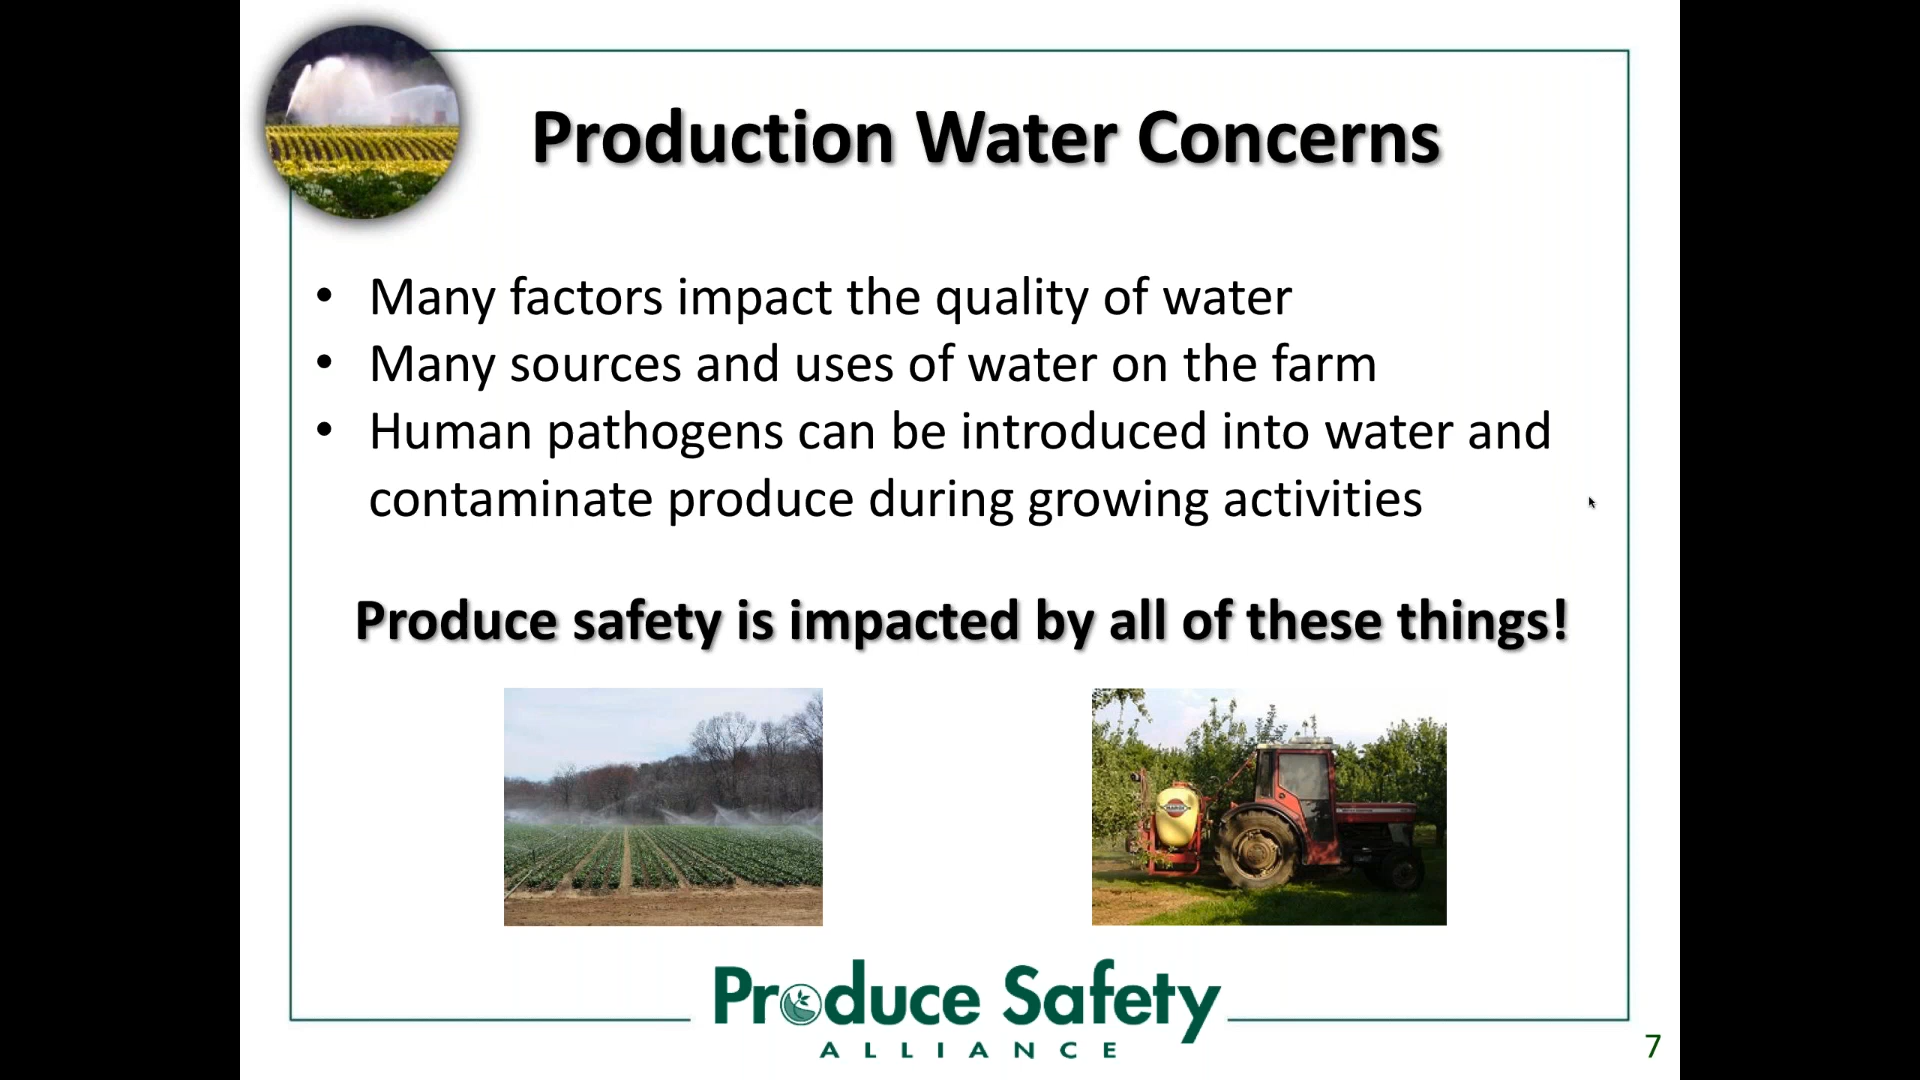 Production Water Concerns
• Many factors impact the quality of water
• Many sources and uses of water on the farm
• Human pathogens can be introduced into water and
contaminate produce during growing activities
Produce safety is impacted by all of these things!
Produce Safety
ALLIANCE
7